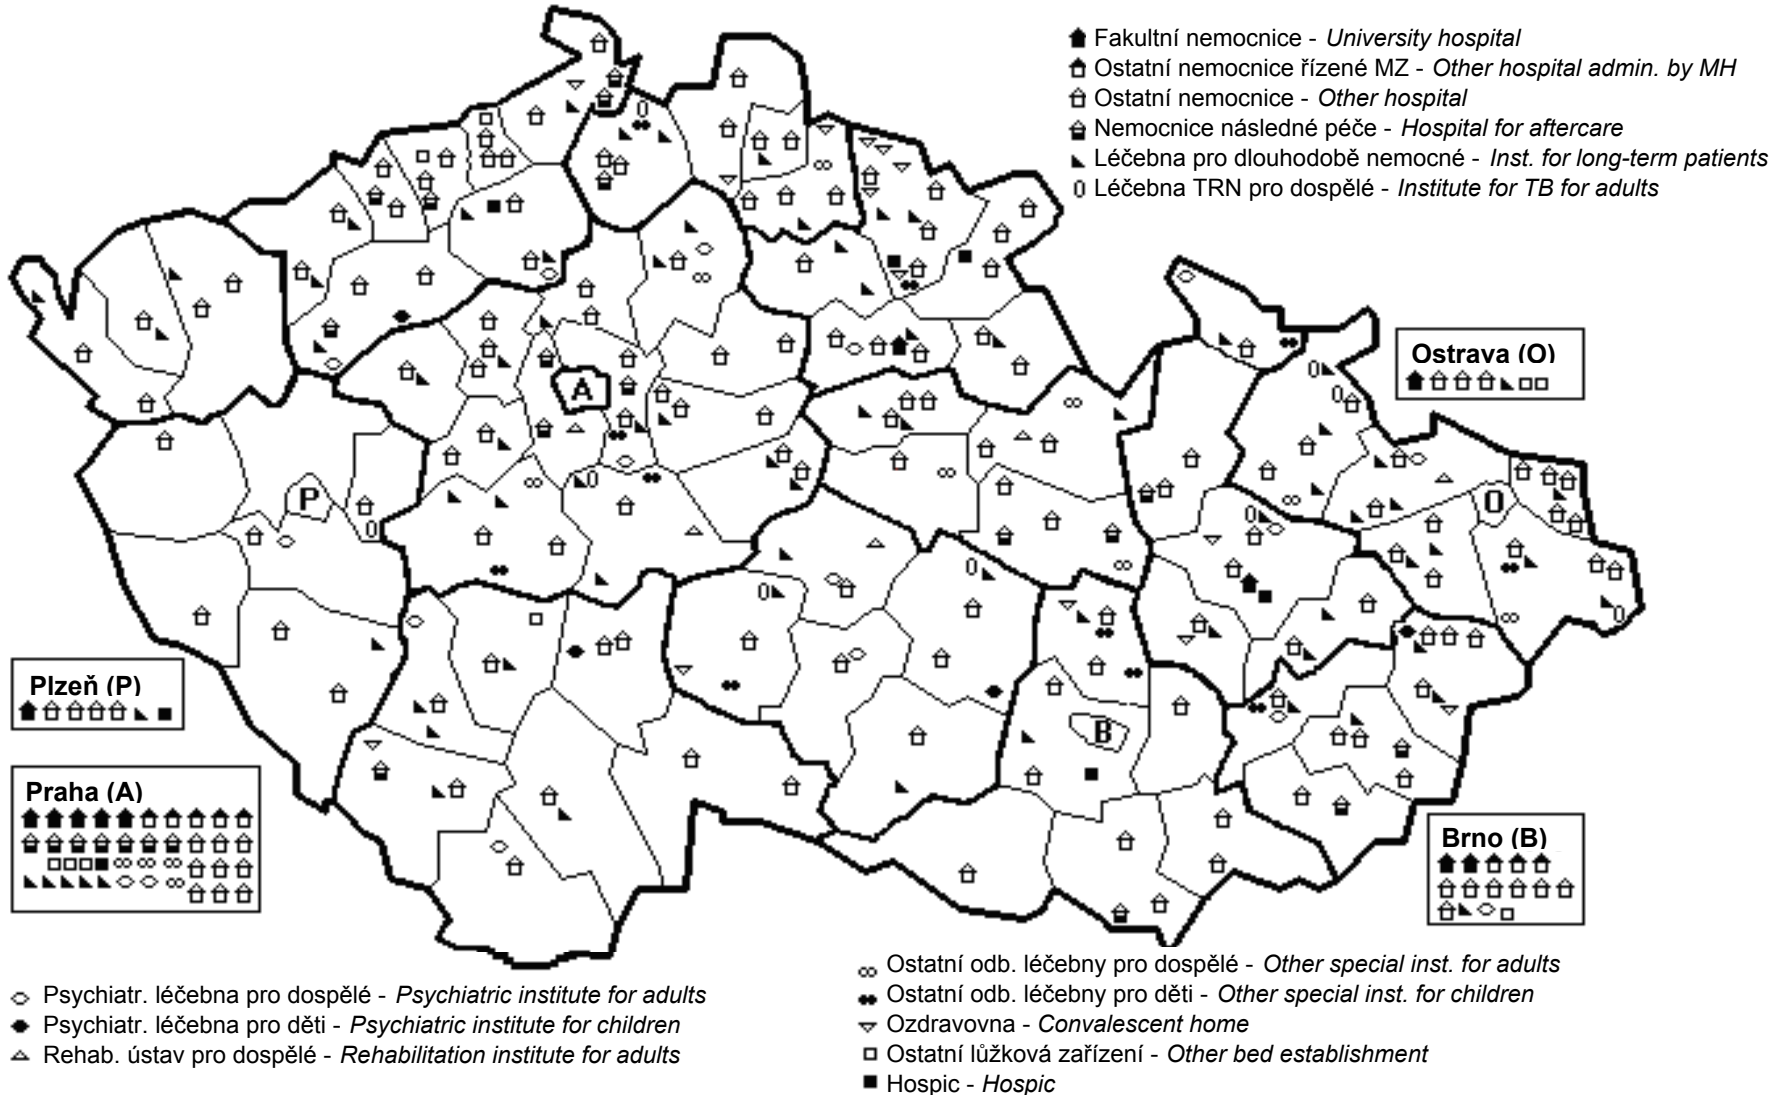 Fakultní nemocnice - University hospital
Ostatní nemocnice řízené MZ - Other hospital admin. by MH
Ostatní nemocnice - Other hospital
Nemocnice následné péče - Hospital for aftercare
Léčebna pro dlouhodobě nemocné - Inst. for long-term patients
Léčebna TRN pro dospělé - Institute for TB for adults
Ostrava (O)
A
P
O
B
Plzeň (P)
Praha (A)
Brno (B)
Psychiatr. léčebna pro dospělé - Psychiatric institute for adults
Psychiatr. léčebna pro děti - Psychiatric institute for children
Rehab. ústav pro dospělé - Rehabilitation institute for adults
Ostatní odb. léčebny pro dospělé - Other special inst. for adults
Ostatní odb. léčebny pro děti - Other special inst. for children
Ozdravovna - Convalescent home
Ostatní lůžková zařízení - Other bed establishment
Hospic - Hospic